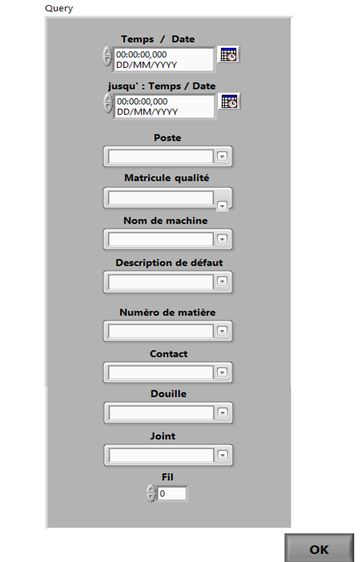 Query
Temps / Date
00:00:00,000
DD/MM/YYYY
jusqu' : Temps / Date
00:00:00,000
DD/MM/YYYY
Poste
Matricule qualité
Nom de machine
Description de défaut
Numèro de matière
Contact
Douille
Joint
Fil
0
OK